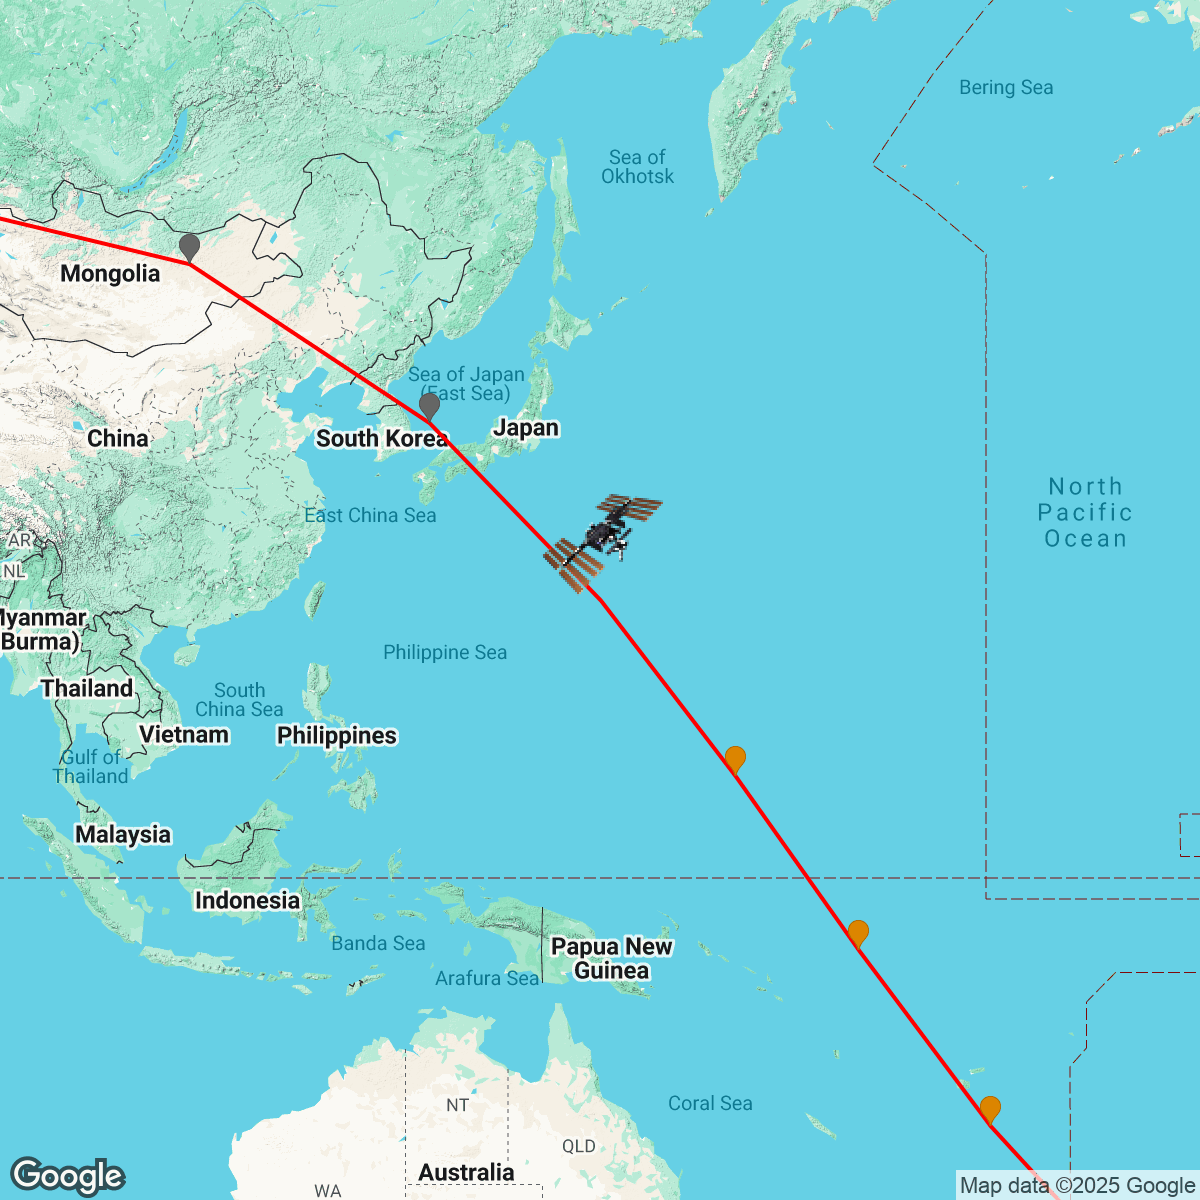 Bering Sea
Sea of
Okhotsk
Mongolia
Sea of Japan
(East Sea)
China
South Korea
Japan
North
Pacific
Ocean
East China Sea
AR
NL
Myanmar
(Burma)
Philippine Sea
Thailand
South
China Sea
Vietnam
Philippines
Gulf of
Thailand
Malaysia
Indonesia
Banda Sea
Papua New
Guinea
Arafura Sea
NT
Coral Sea
QLD
Australia
WA
Google
Map data ©2025 Google